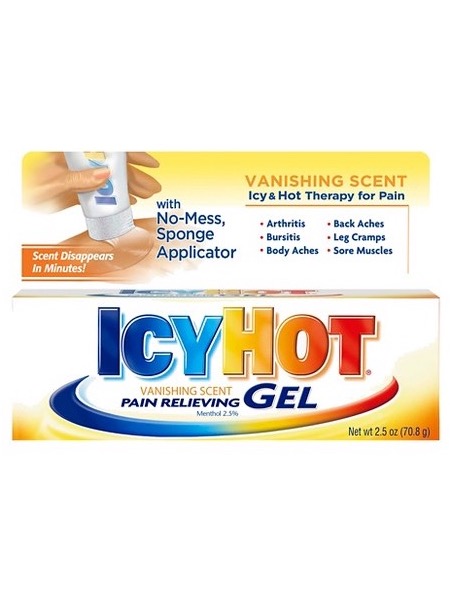 VANISHING SCENT
Icy & Hot Therapy for Pain
• Arthritis
• Bursitis
• Body Aches
• Back Aches
• Leg Cramps
• Sore Muscles
with
No-Mess,
Sponge
Applicator
Scent Disappears
In Minutes!
ICYHOT®
VANISHING SCENT
PAIN RELIEVING GEL
Menthol 2.5%
Net wt 2.5 oz (70.8 g)